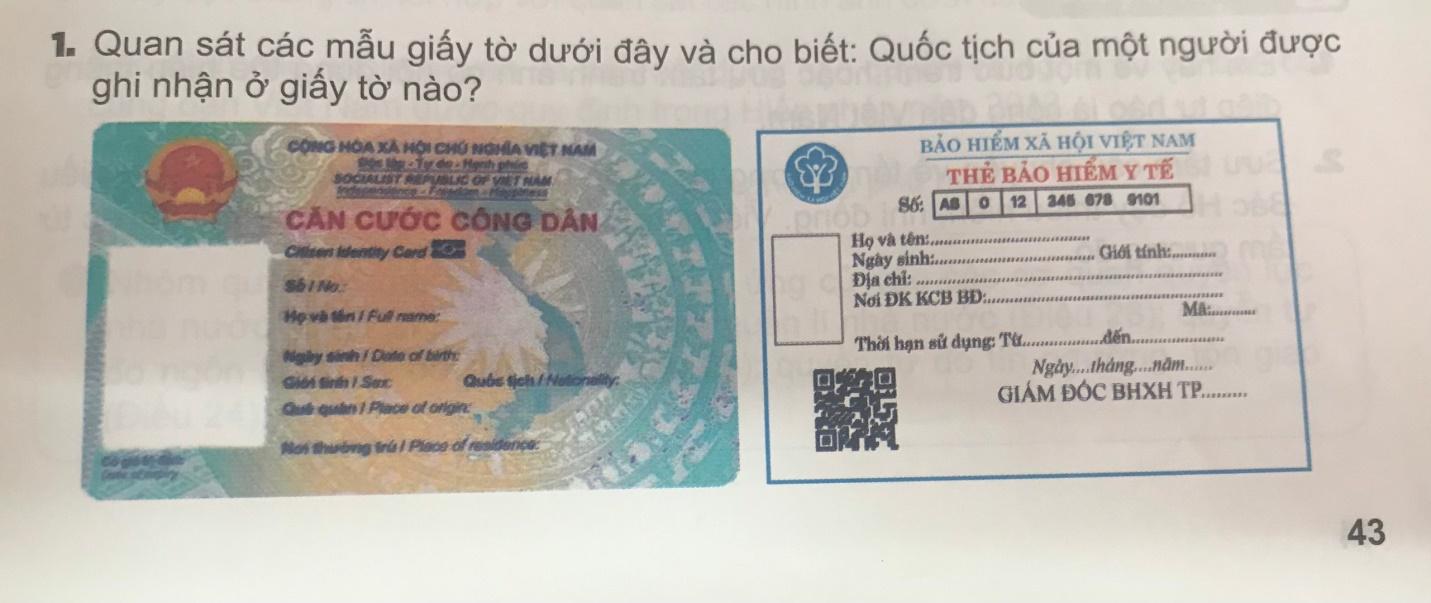 1. Quan sát các mẫu giấy tờ dưới đây và cho biết: Quốc tịch của một người được
ghi nhận ở giấy tờ nào?
CỘNG HÒA XÃ HỘI CHỦ NGHĨA VIỆT NAM
Độc lập - Tự do - Hạnh phúc
SOCIALIST REPUBLIC OF VIET NAM
Independence - Freedom - Happiness
CĂN CƯỚC CÔNG DÂN
Citizen Identity Card
Số / No.:
Họ và tên / Full name:
Ngày sinh / Date of birth:
Giới tính / Sex: Quốc tịch / Nationality:
Quê quán / Place of origin:
Nơi thường trú / Place of residence:
Có giá trị đến:
BẢO HIỂM XÃ HỘI VIỆT NAM
THẺ BẢO HIỂM Y TẾ
Số: AB 0 12 345 678 9101
Họ và tên:................................
Ngày sinh:................................ Giới tính:..........
Địa chỉ: ................................................
Nơi ĐK KCB BĐ:................................................
Mã:..........
Thời hạn sử dụng: Từ..................đến....................
Ngày....tháng....năm......
GIÁM ĐỐC BHXH TP.........
43